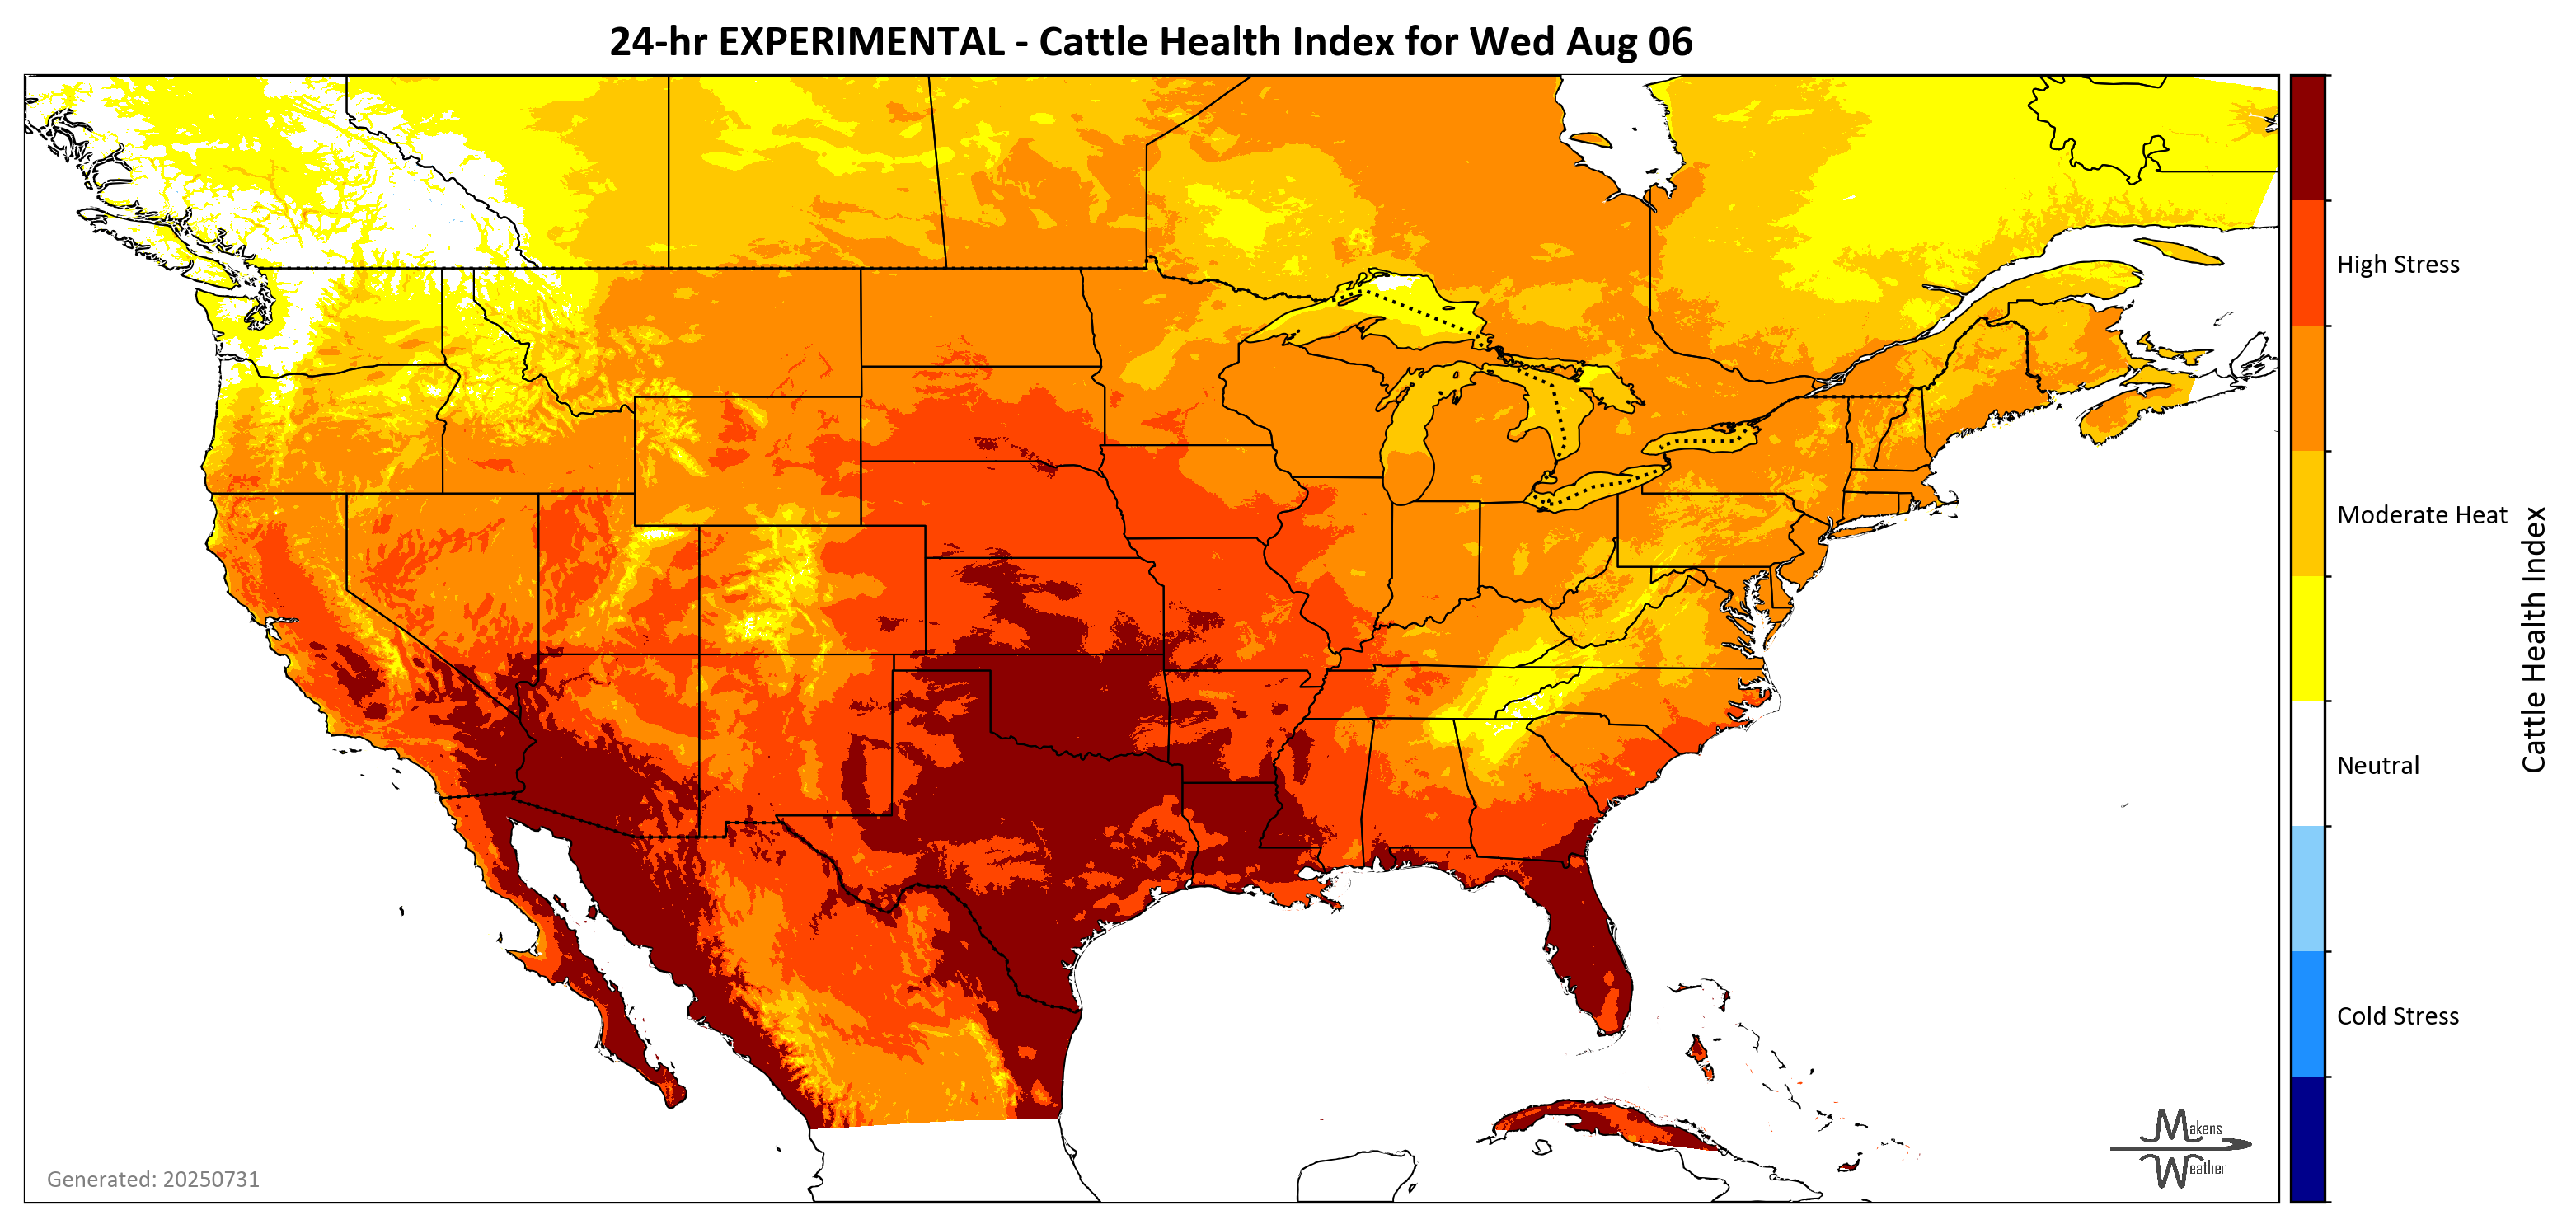 24-hr EXPERIMENTAL - Cattle Health Index for Wed Aug 06
High Stress
Moderate Heat
Neutral
Cold Stress
Cattle Health Index
Generated: 20250731
Makens
Weather